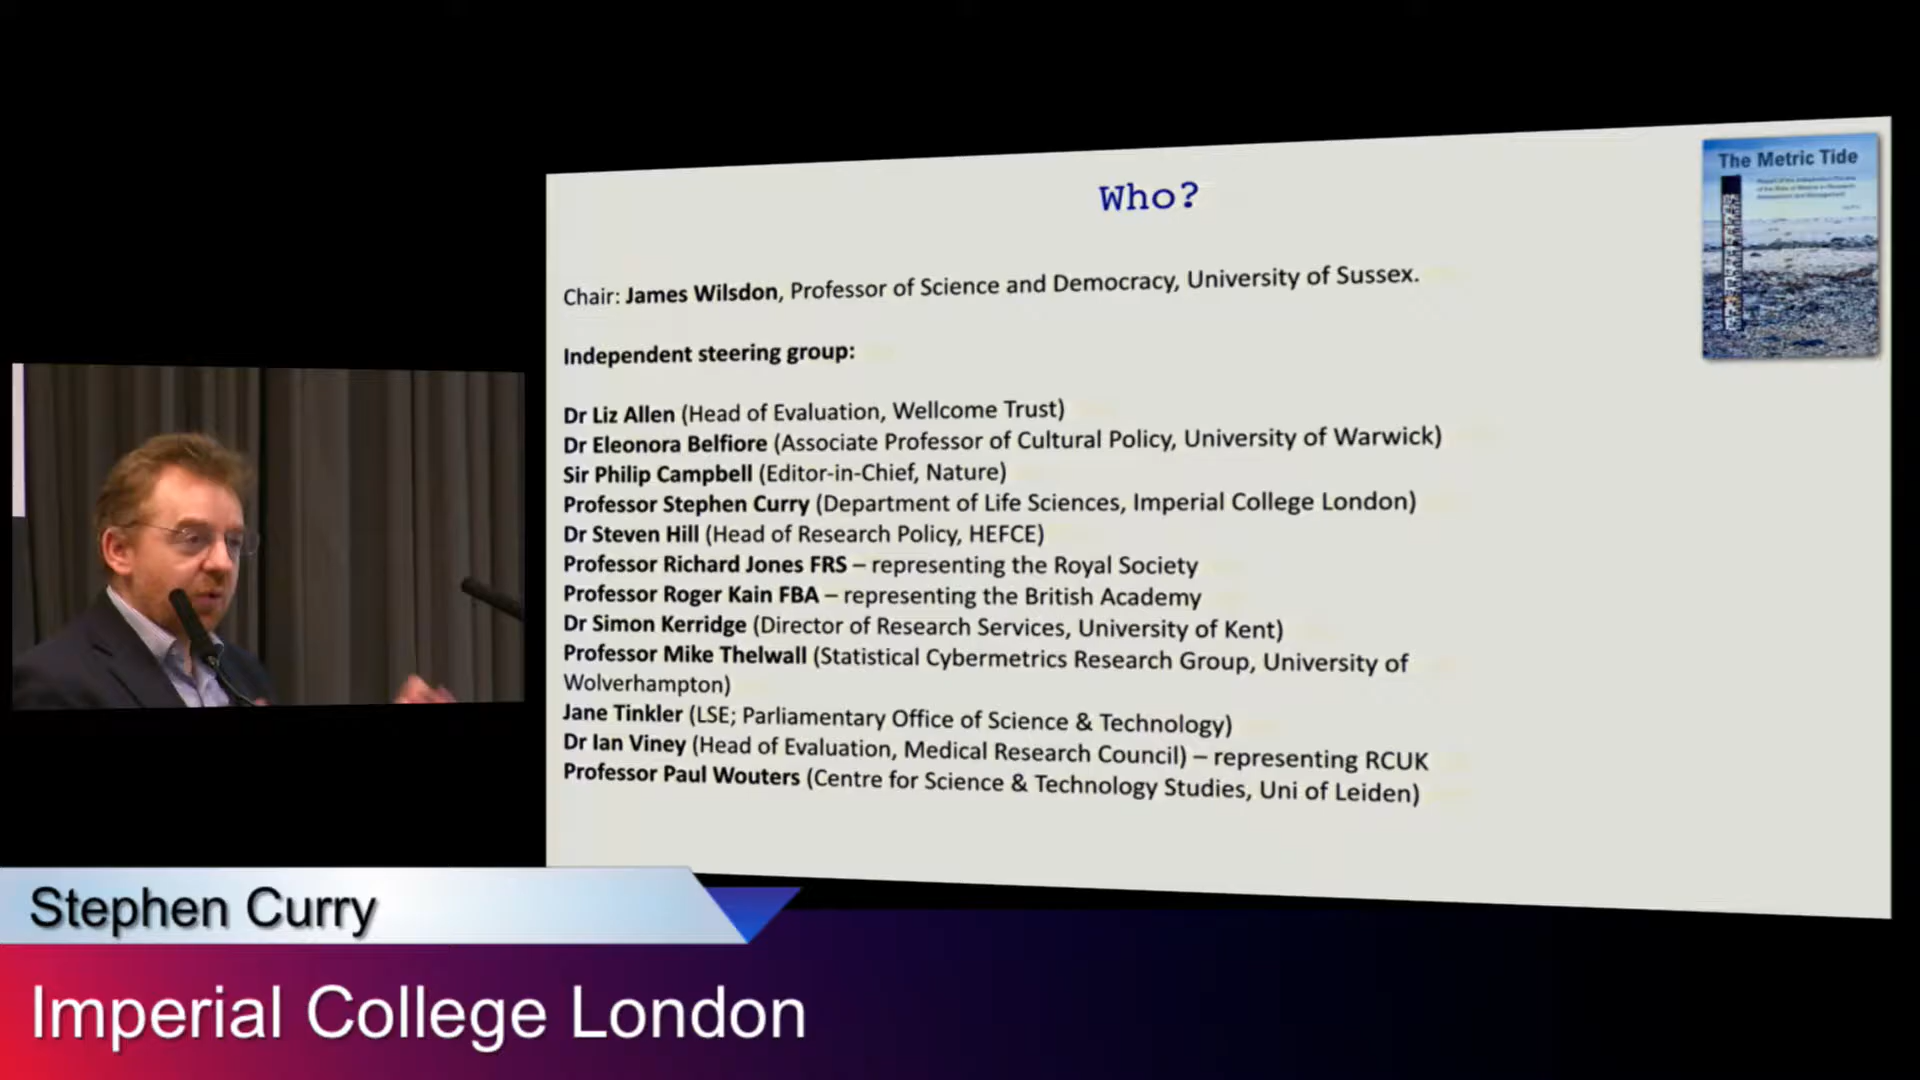 Who?
The Metric Tide
Chair: James Wilsdon, Professor of Science and Democracy, University of Sussex.
Independent steering group:
Dr Liz Allen (Head of Evaluation, Wellcome Trust)
Dr Eleonora Belfiore (Associate Professor of Cultural Policy, University of Warwick)
Sir Philip Campbell (Editor-in-Chief, Nature)
Professor Stephen Curry (Department of Life Sciences, Imperial College London)
Dr Steven Hill (Head of Research Policy, HEFCE)
Professor Richard Jones FRS – representing the Royal Society
Professor Roger Kain FBA – representing the British Academy
Dr Simon Kerridge (Director of Research Services, University of Kent)
Professor Mike Thelwall (Statistical Cybermetrics Research Group, University of
Wolverhampton)
Jane Tinkler (LSE; Parliamentary Office of Science & Technology)
Dr Ian Viney (Head of Evaluation, Medical Research Council) – representing RCUK
Professor Paul Wouters (Centre for Science & Technology Studies, Uni of Leiden)
Stephen Curry
Imperial College London